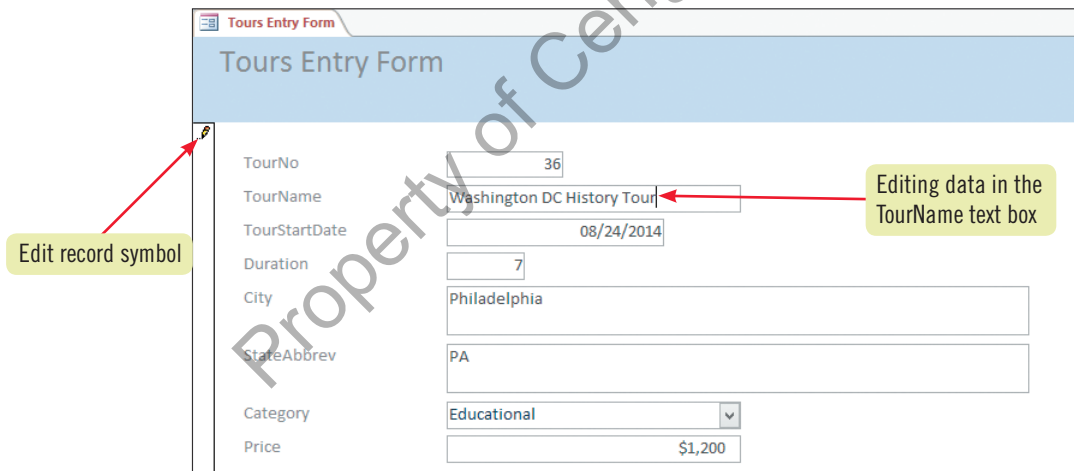 Tours Entry Form
Tours Entry Form
TourNo 36
TourName Washington DC History Tour
Editing data in the
TourName text box
TourStartDate 08/24/2014
Edit record symbol
Duration 7
City Philadelphia
StateAbbrev PA
Category Educational
Price $1,200
Property of